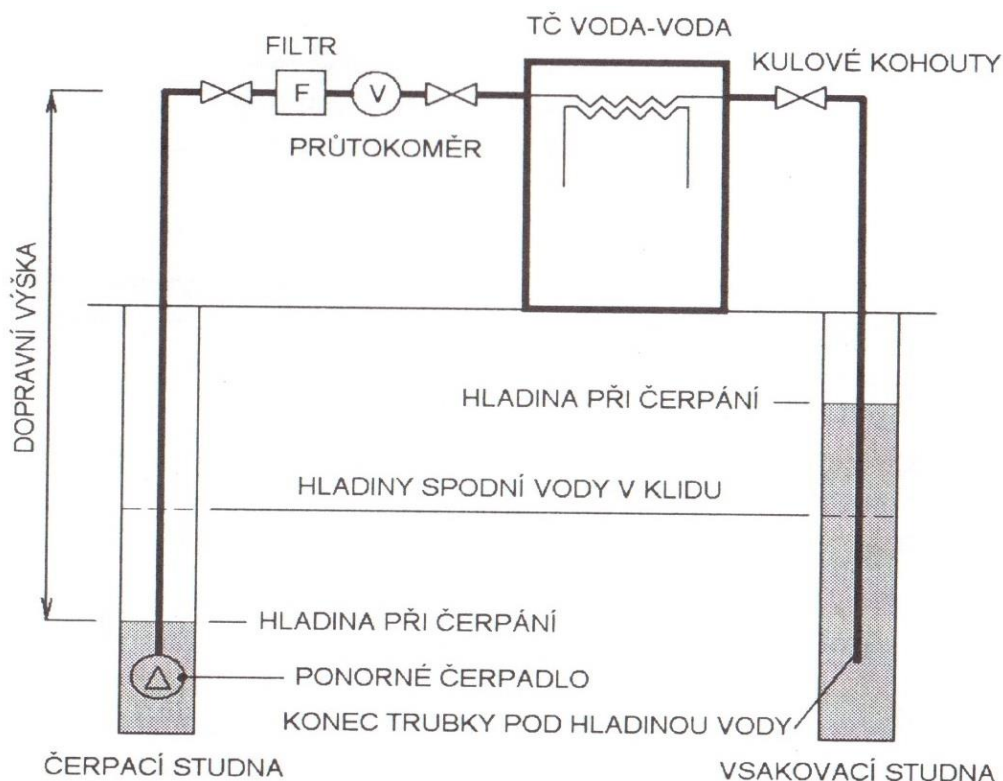 TČ VODA-VODA
FILTR
KULOVÉ KOHOUTY
F
V
PRŮTOKOMĚR
DOPRAVNÍ VÝŠKA
HLADINA PŘI ČERPÁNÍ
HLADINY SPODNÍ VODY V KLIDU
HLADINA PŘI ČERPÁNÍ
PONORNÉ ČERPADLO
KONEC TRUBKY POD HLADINOU VODY
ČERPACÍ STUDNA
VSAKOVACÍ STUDNA